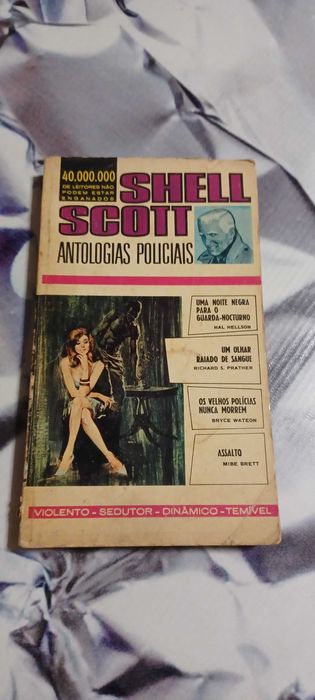 40.000.000
DE LEITORES NÃO
PODEM ESTAR
ENGANADOS
SHELL
SCOTT
ANTOLOGIAS POLICIAIS
UMA NOITE NEGRA
PARA O
GUARDA-NOCTURNO
HAL HELLSON
UM OLHAR
RAIADO DE SANGUE
RICHARD S. PRATHER
OS VELHOS POLÍCIAS
NUNCA MORREM
BRYCE WATSON
ASSALTO
MIBE BRETT
VIOLENTO - SEDUTOR - DINÂMICO - TEMÍVEL